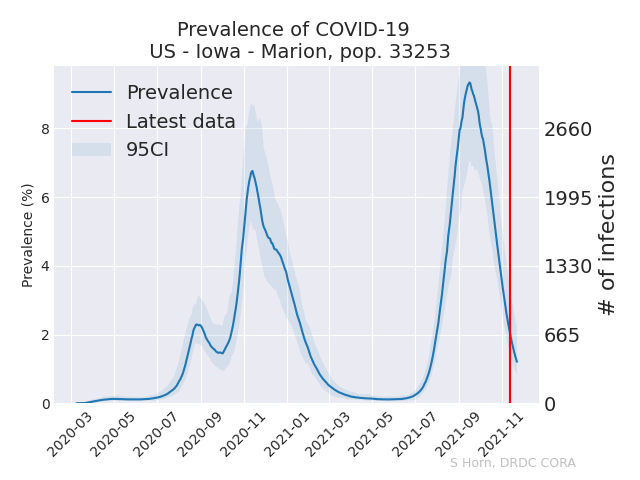 Prevalence of COVID-19
US - Iowa - Marion, pop. 33253
Prevalence
Latest data
95CI
Prevalence (%)
8
6
4
2
0
2660
1995
1330
665
0
# of infections
2020-03
2020-05
2020-07
2020-09
2020-11
2021-01
2021-03
2021-05
2021-07
2021-09
2021-11
S Horn, DRDC CORA